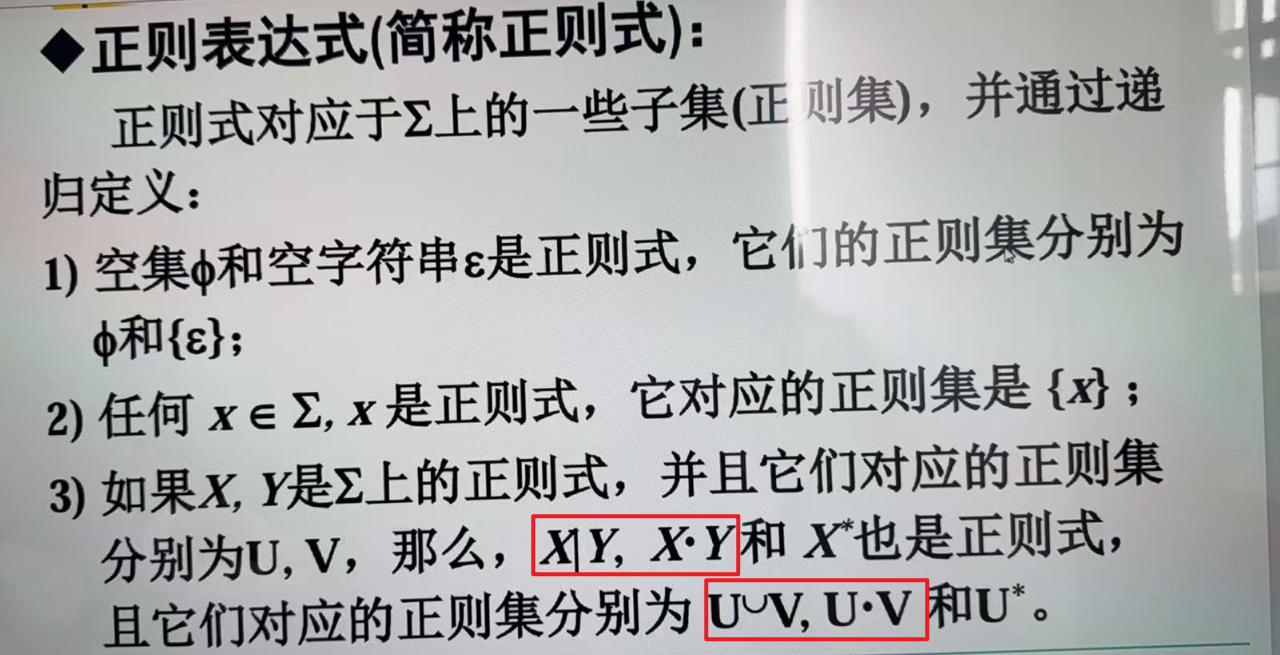 ◆正则表达式(简称正则式)：
正则式对应于Σ上的一些子集(正则集)，并通过递
归定义：
1) 空集ϕ和空字符串ε是正则式，它们的正则集分别为
ϕ和{ε}；
2) 任何 x ∈ Σ, x 是正则式，它对应的正则集是 {x} ；
3) 如果X, Y是Σ上的正则式，并且它们对应的正则集
分别为U, V，那么，X|Y, X·Y和 X*也是正则式，
且它们对应的正则集分别为 U∪V, U·V 和U*。